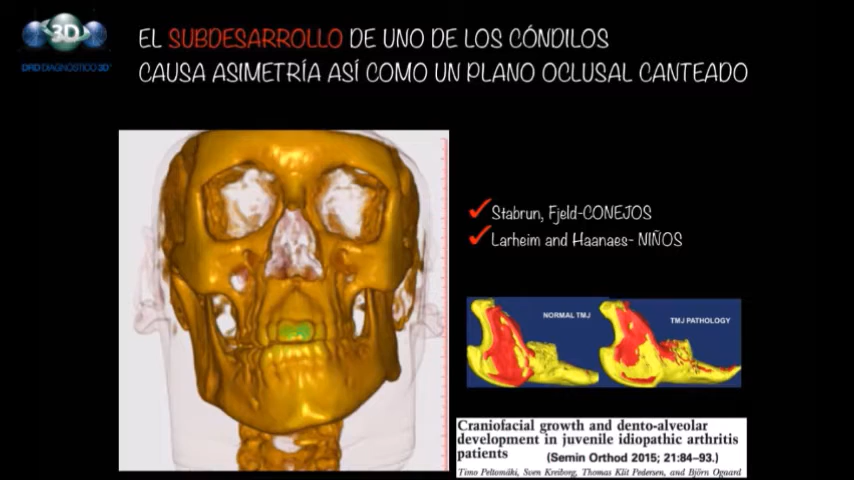 3D
DRD DIAGNOSTICO 3D
EL SUBDESARROLLO DE UNO DE LOS CÓNDILOS
CAUSA ASIMETRÍA ASÍ COMO UN PLANO OCLUSAL CANTEADO
✓Stabrun, Fjeld-CONEJOS
✓Larheim and Haanaes- NIÑOS
NORMAL TMJ
TMJ PATHOLOGY
Craniofacial growth and dento-alveolar
development in juvenile idiopathic arthritis
patients (Semin Orthod 2015; 21:84–93.)
Timo Peltomäki, Sven Kreiborg, Thomas Klit Pedersen, and Björn Ogaard